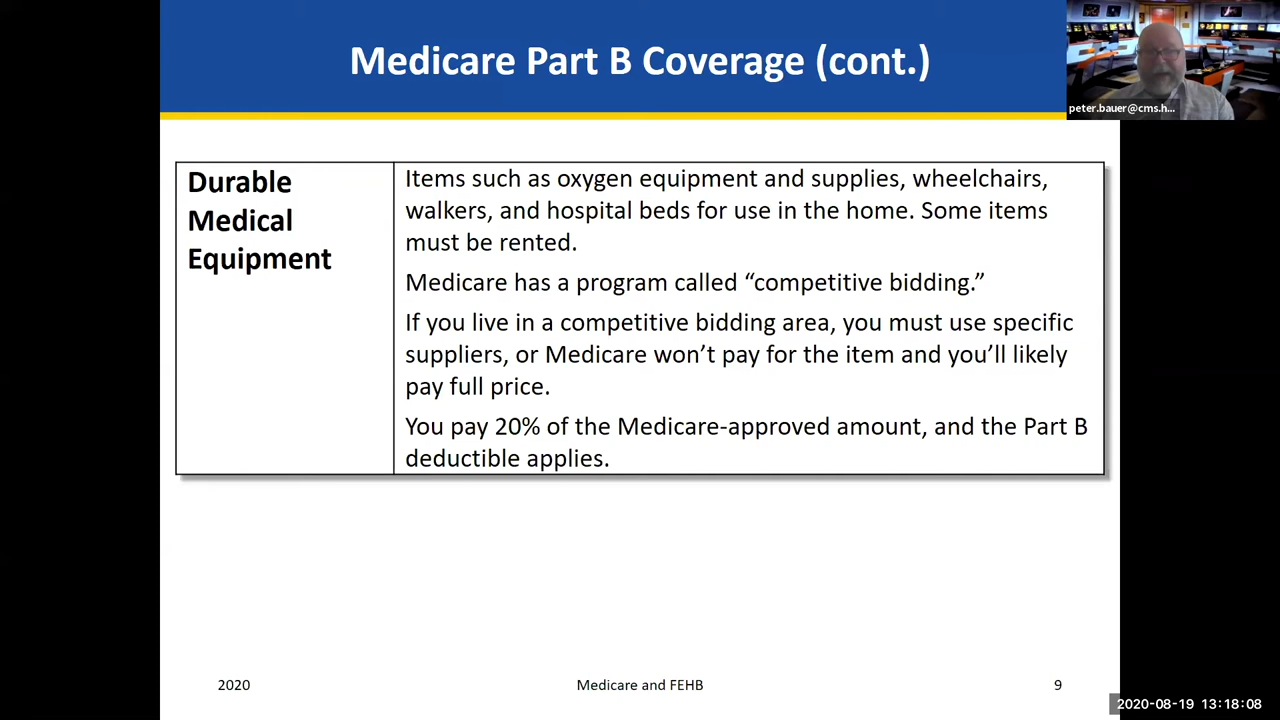 Medicare Part B Coverage (cont.)
peter.bauer@cms.h...
Durable
Medical
Equipment
Items such as oxygen equipment and supplies, wheelchairs,
walkers, and hospital beds for use in the home. Some items
must be rented.
Medicare has a program called “competitive bidding.”
If you live in a competitive bidding area, you must use specific
suppliers, or Medicare won’t pay for the item and you’ll likely
pay full price.
You pay 20% of the Medicare-approved amount, and the Part B
deductible applies.
2020
Medicare and FEHB
9
2020-08-19 13:18:08